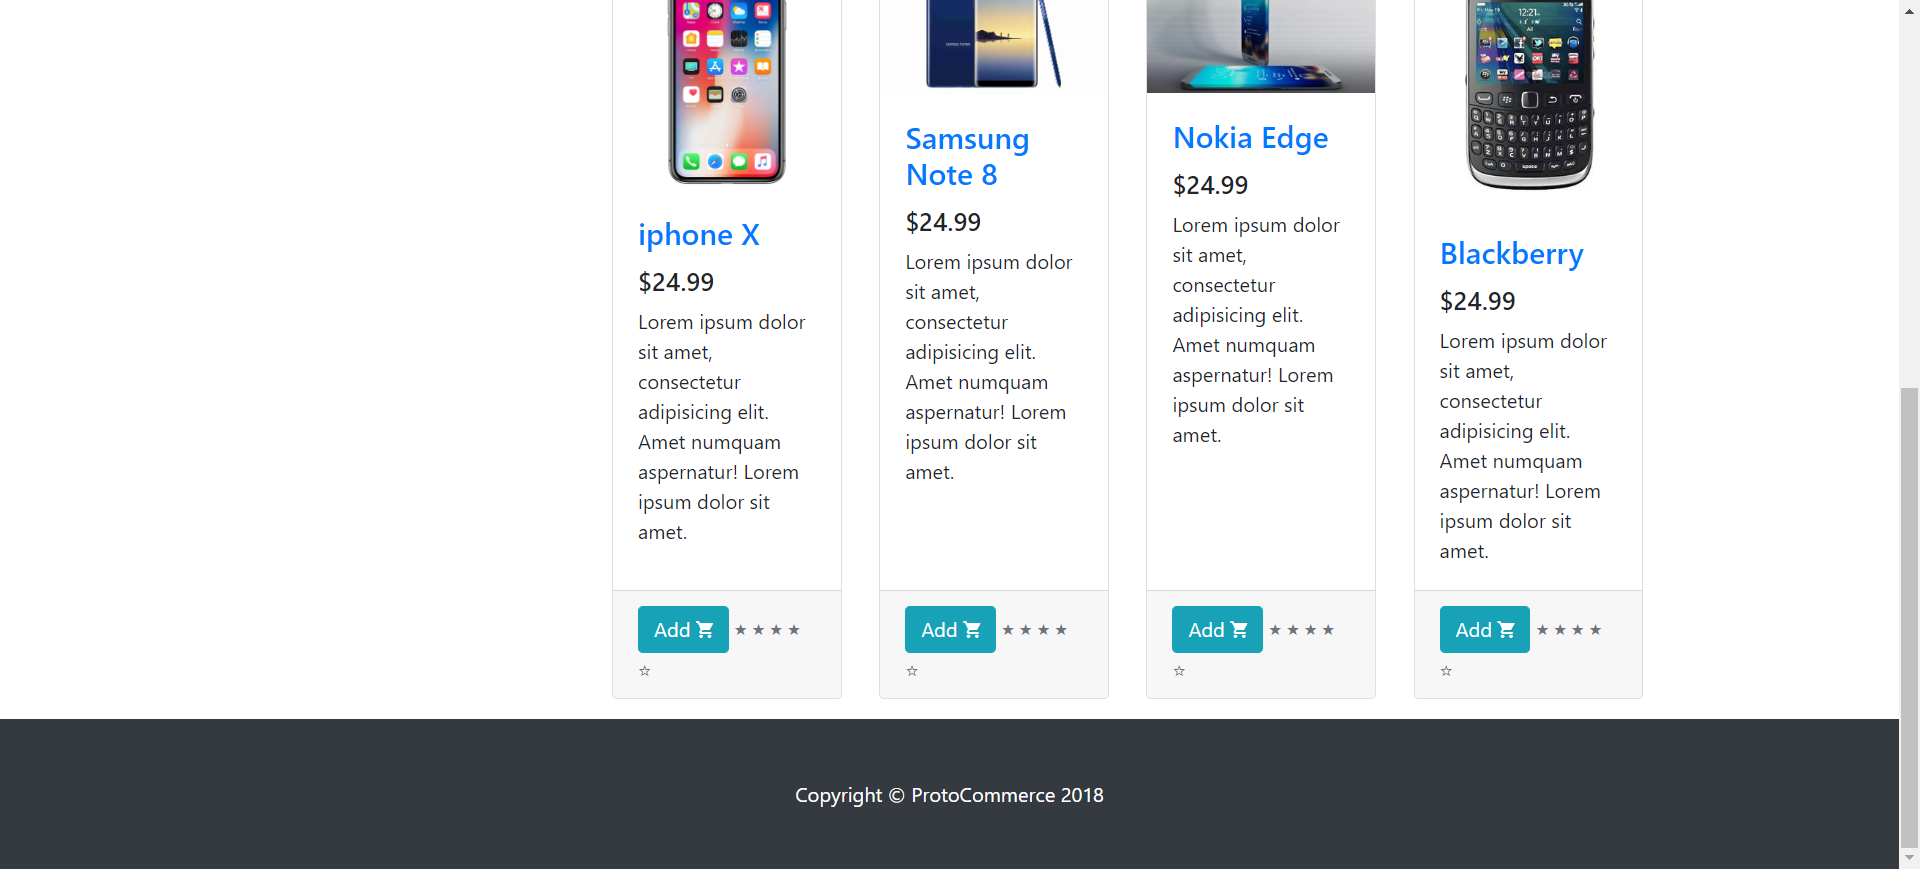 iphone X
$24.99
Lorem ipsum dolor
sit amet,
consectetur
adipisicing elit.
Amet numquam
aspernatur! Lorem
ipsum dolor sit
amet.
Add
★ ★ ★ ★
☆
Samsung
Note 8
$24.99
Lorem ipsum dolor
sit amet,
consectetur
adipisicing elit.
Amet numquam
aspernatur! Lorem
ipsum dolor sit
amet.
Add
★ ★ ★ ★
☆
Nokia Edge
$24.99
Lorem ipsum dolor
sit amet,
consectetur
adipisicing elit.
Amet numquam
aspernatur! Lorem
ipsum dolor sit
amet.
Add
★ ★ ★ ★
☆
12:21
Blackberry
$24.99
Lorem ipsum dolor
sit amet,
consectetur
adipisicing elit.
Amet numquam
aspernatur! Lorem
ipsum dolor sit
amet.
Add
★ ★ ★ ★
☆
Copyright © ProtoCommerce 2018